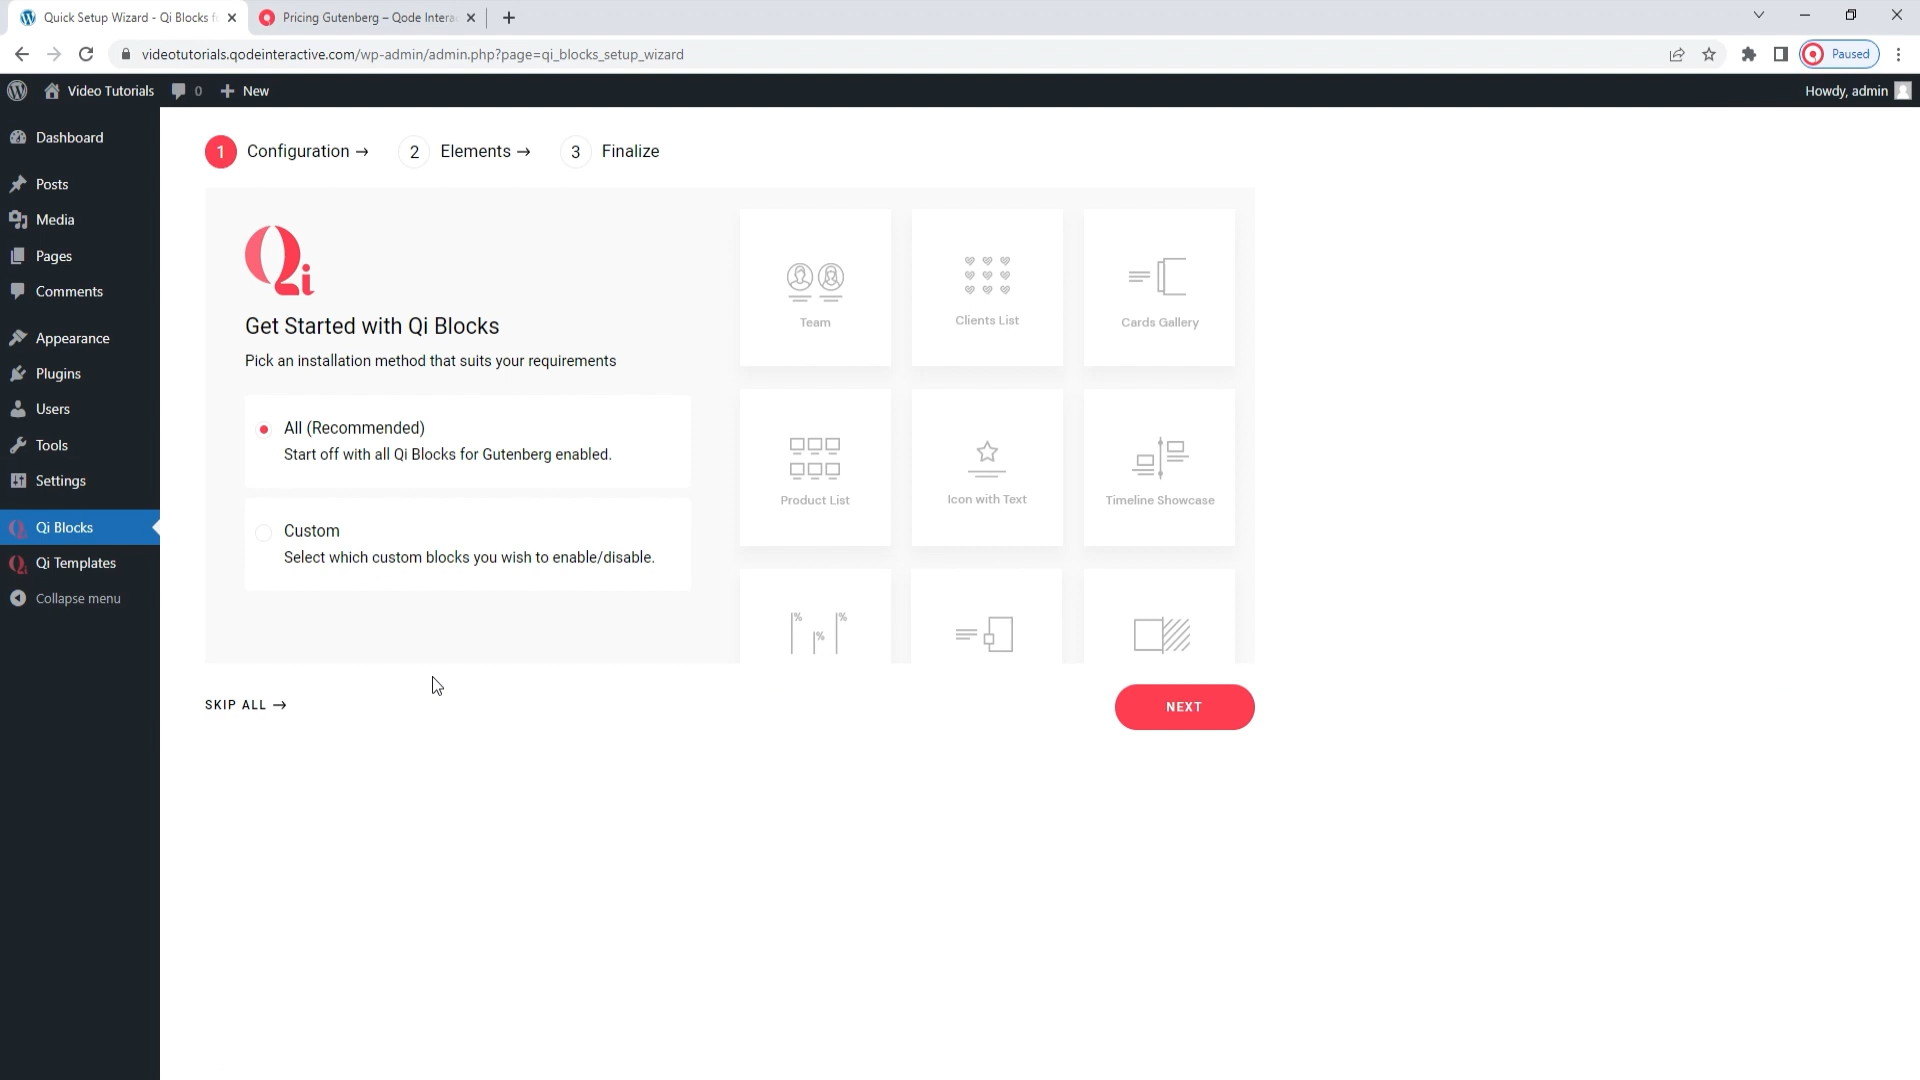 Quick Setup Wizard - Qi Blocks f
Pricing Gutenberg – Qode Intera
videotutorials.qodeinteractive.com/wp-admin/admin.php?page=qi_blocks_setup_wizard
Paused
Video Tutorials
0
New
Howdy, admin
Dashboard
Posts
Media
Pages
Comments
Appearance
Plugins
Users
Tools
Settings
Qi Blocks
Qi Templates
Collapse menu
1 Configuration → 2 Elements → 3 Finalize
Qi
Get Started with Qi Blocks
Pick an installation method that suits your requirements
All (Recommended)
Start off with all Qi Blocks for Gutenberg enabled.
Custom
Select which custom blocks you wish to enable/disable.
Team
Clients List
Cards Gallery
Product List
Icon with Text
Timeline Showcase
% % %
SKIP ALL →
NEXT